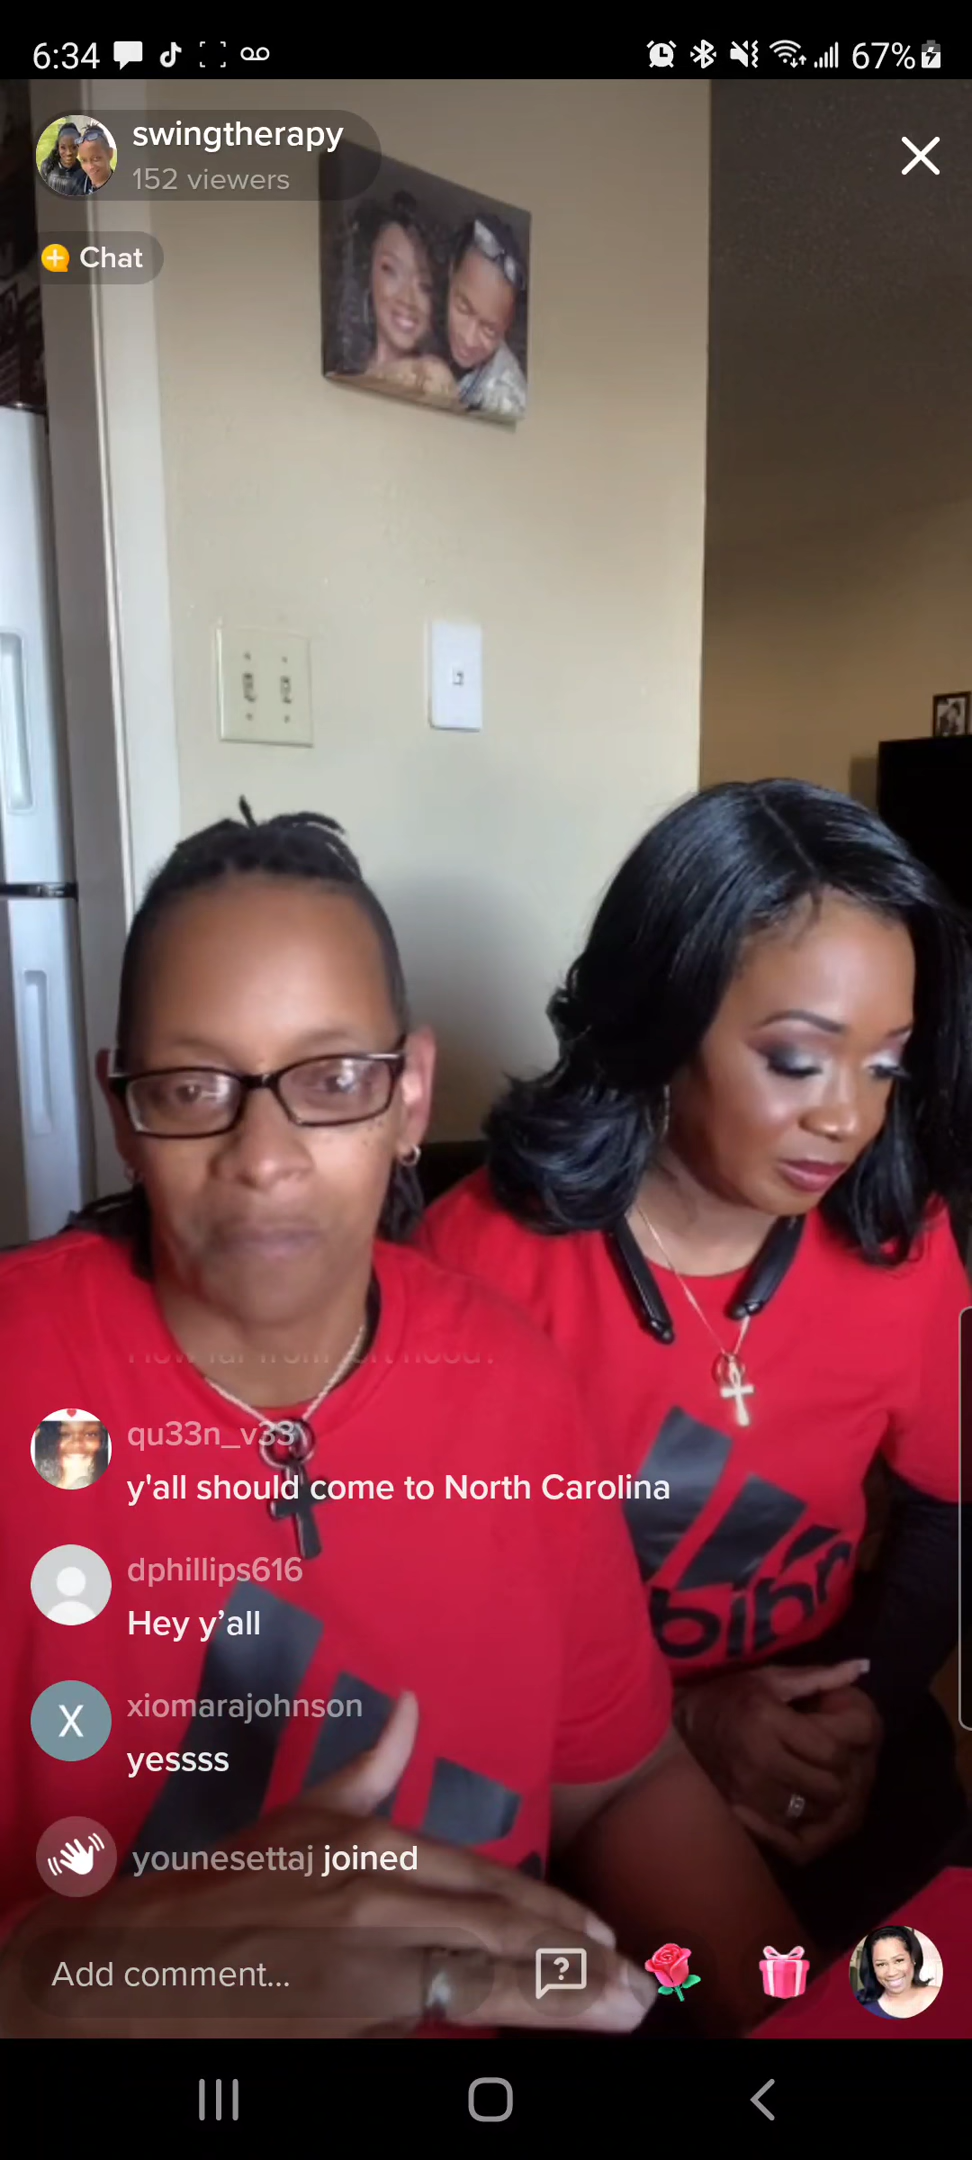 6:34
67%
swingtherapy
152 viewers
Chat
qu33n_v33
y'all should come to North Carolina
dphillips616
Hey y’all
X
xiomarajohnson
yessss
younesettaj joined
Add comment...